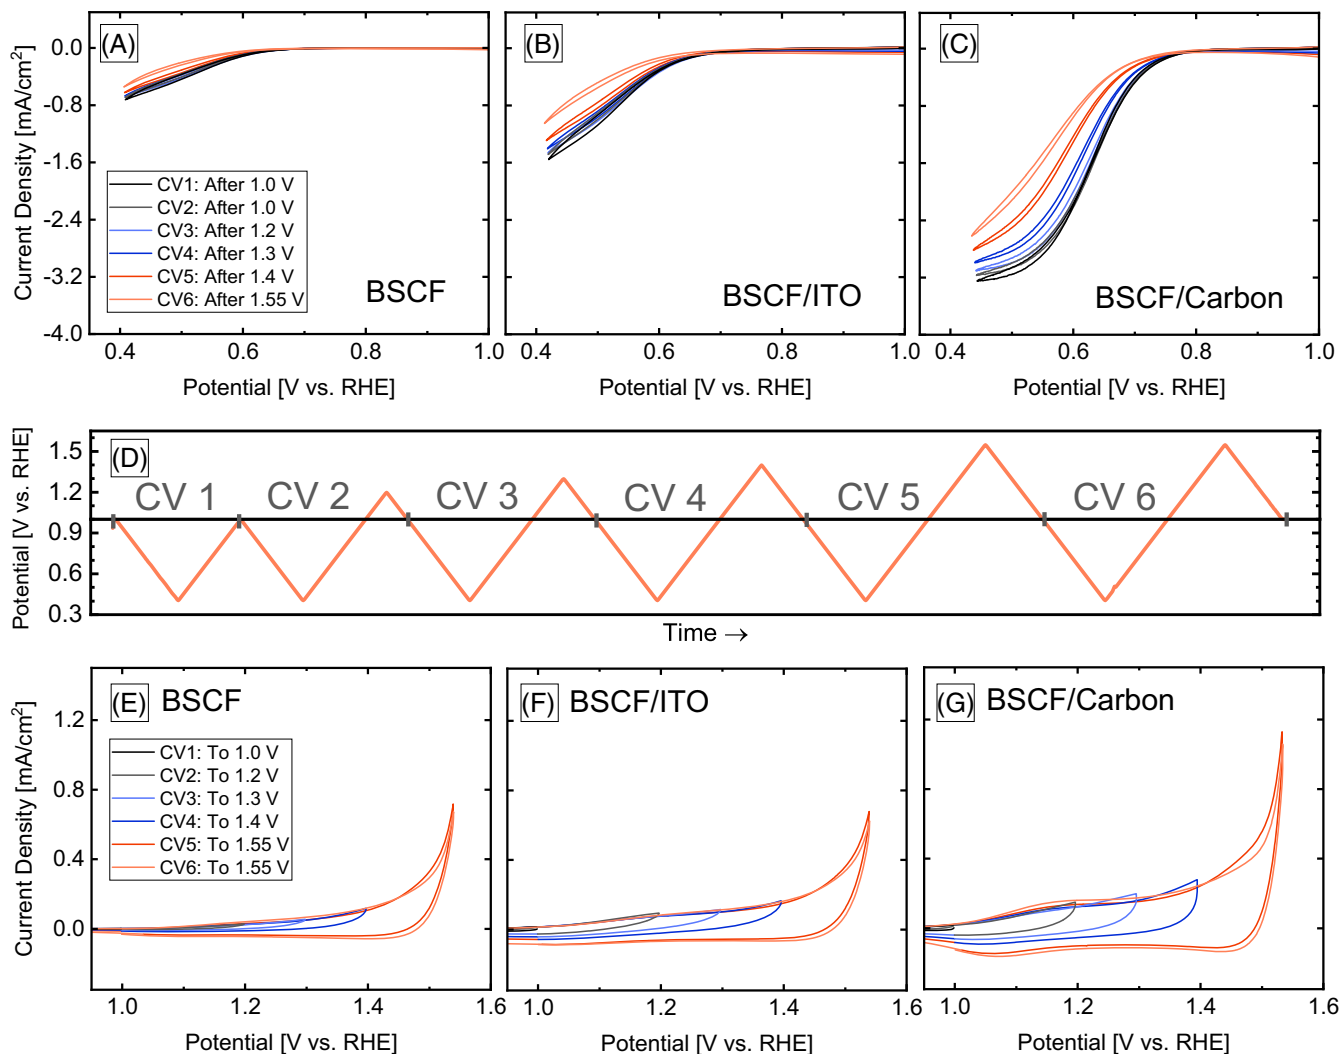 (A)
(B)
(C)
0.0
-0.8
-1.6
-2.4
-3.2
-4.0
Current Density [mA/cm²]
CV1: After 1.0 V
CV2: After 1.0 V
CV3: After 1.2 V
CV4: After 1.3 V
CV5: After 1.4 V
CV6: After 1.55 V
BSCF
BSCF/ITO
BSCF/Carbon
0.4 0.6 0.8 1.0
0.4 0.6 0.8 1.0
0.4 0.6 0.8 1.0
Potential [V vs. RHE]
Potential [V vs. RHE]
Potential [V vs. RHE]
(D)
Potential [V vs. RHE]
1.5
1.2
0.9
0.6
0.3
CV 1 CV 2 CV 3 CV 4 CV 5 CV 6
Time →
(E) BSCF
(F) BSCF/ITO
(G) BSCF/Carbon
Current Density [mA/cm²]
1.2
0.8
0.4
0.0
CV1: To 1.0 V
CV2: To 1.2 V
CV3: To 1.3 V
CV4: To 1.4 V
CV5: To 1.55 V
CV6: To 1.55 V
1.0 1.2 1.4 1.6
1.0 1.2 1.4 1.6
1.0 1.2 1.4 1.6
Potential [V vs. RHE]
Potential [V vs. RHE]
Potential [V vs. RHE]